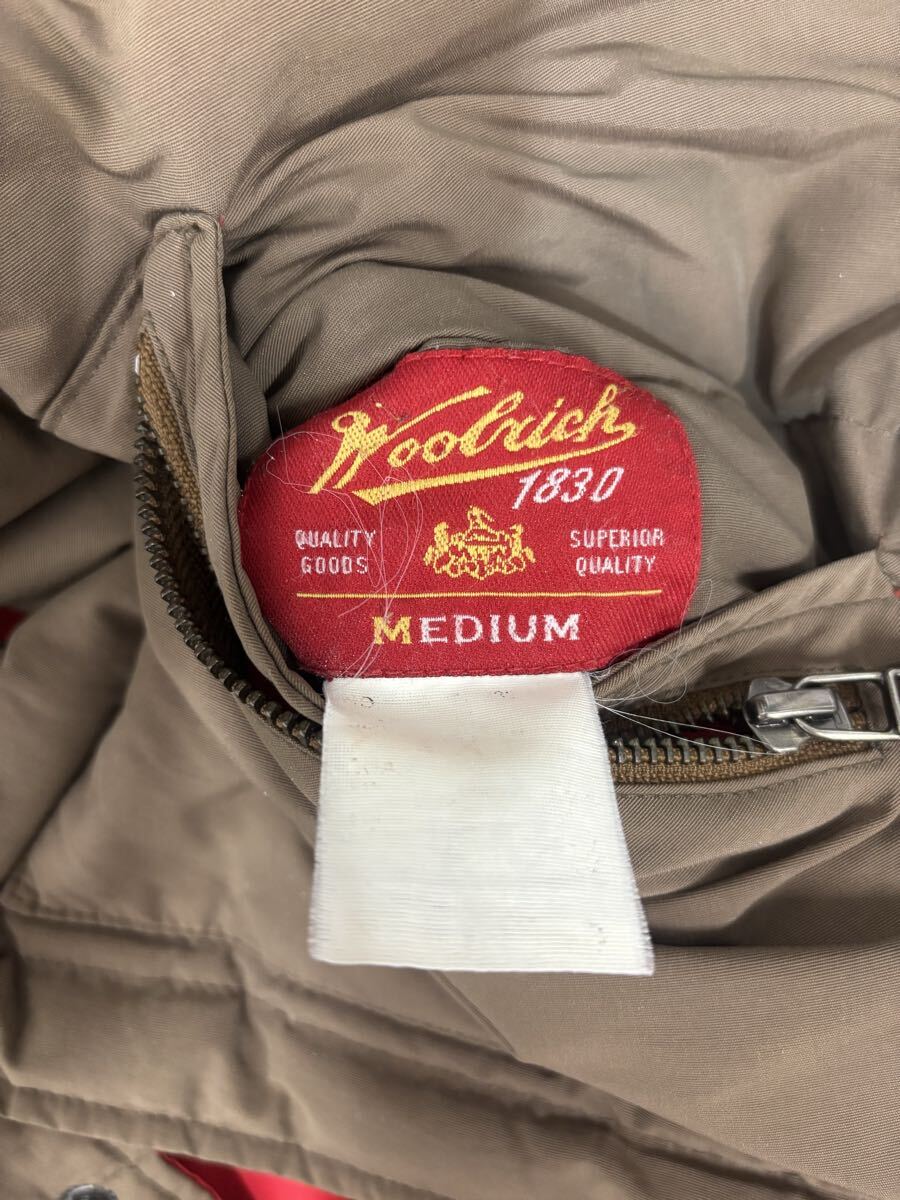 Woolrich
1830
QUALITY GOODS
SUPERIOR QUALITY
MEDIUM